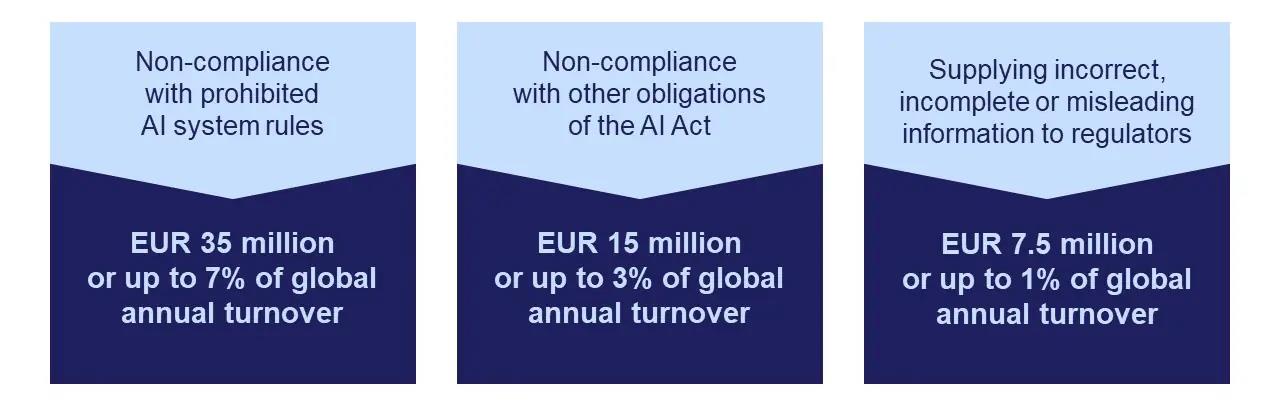 Non-compliance
with prohibited
AI system rules
EUR 35 million
or up to 7% of global
annual turnover
Non-compliance
with other obligations
of the AI Act
EUR 15 million
or up to 3% of global
annual turnover
Supplying incorrect,
incomplete or misleading
information to regulators
EUR 7.5 million
or up to 1% of global
annual turnover